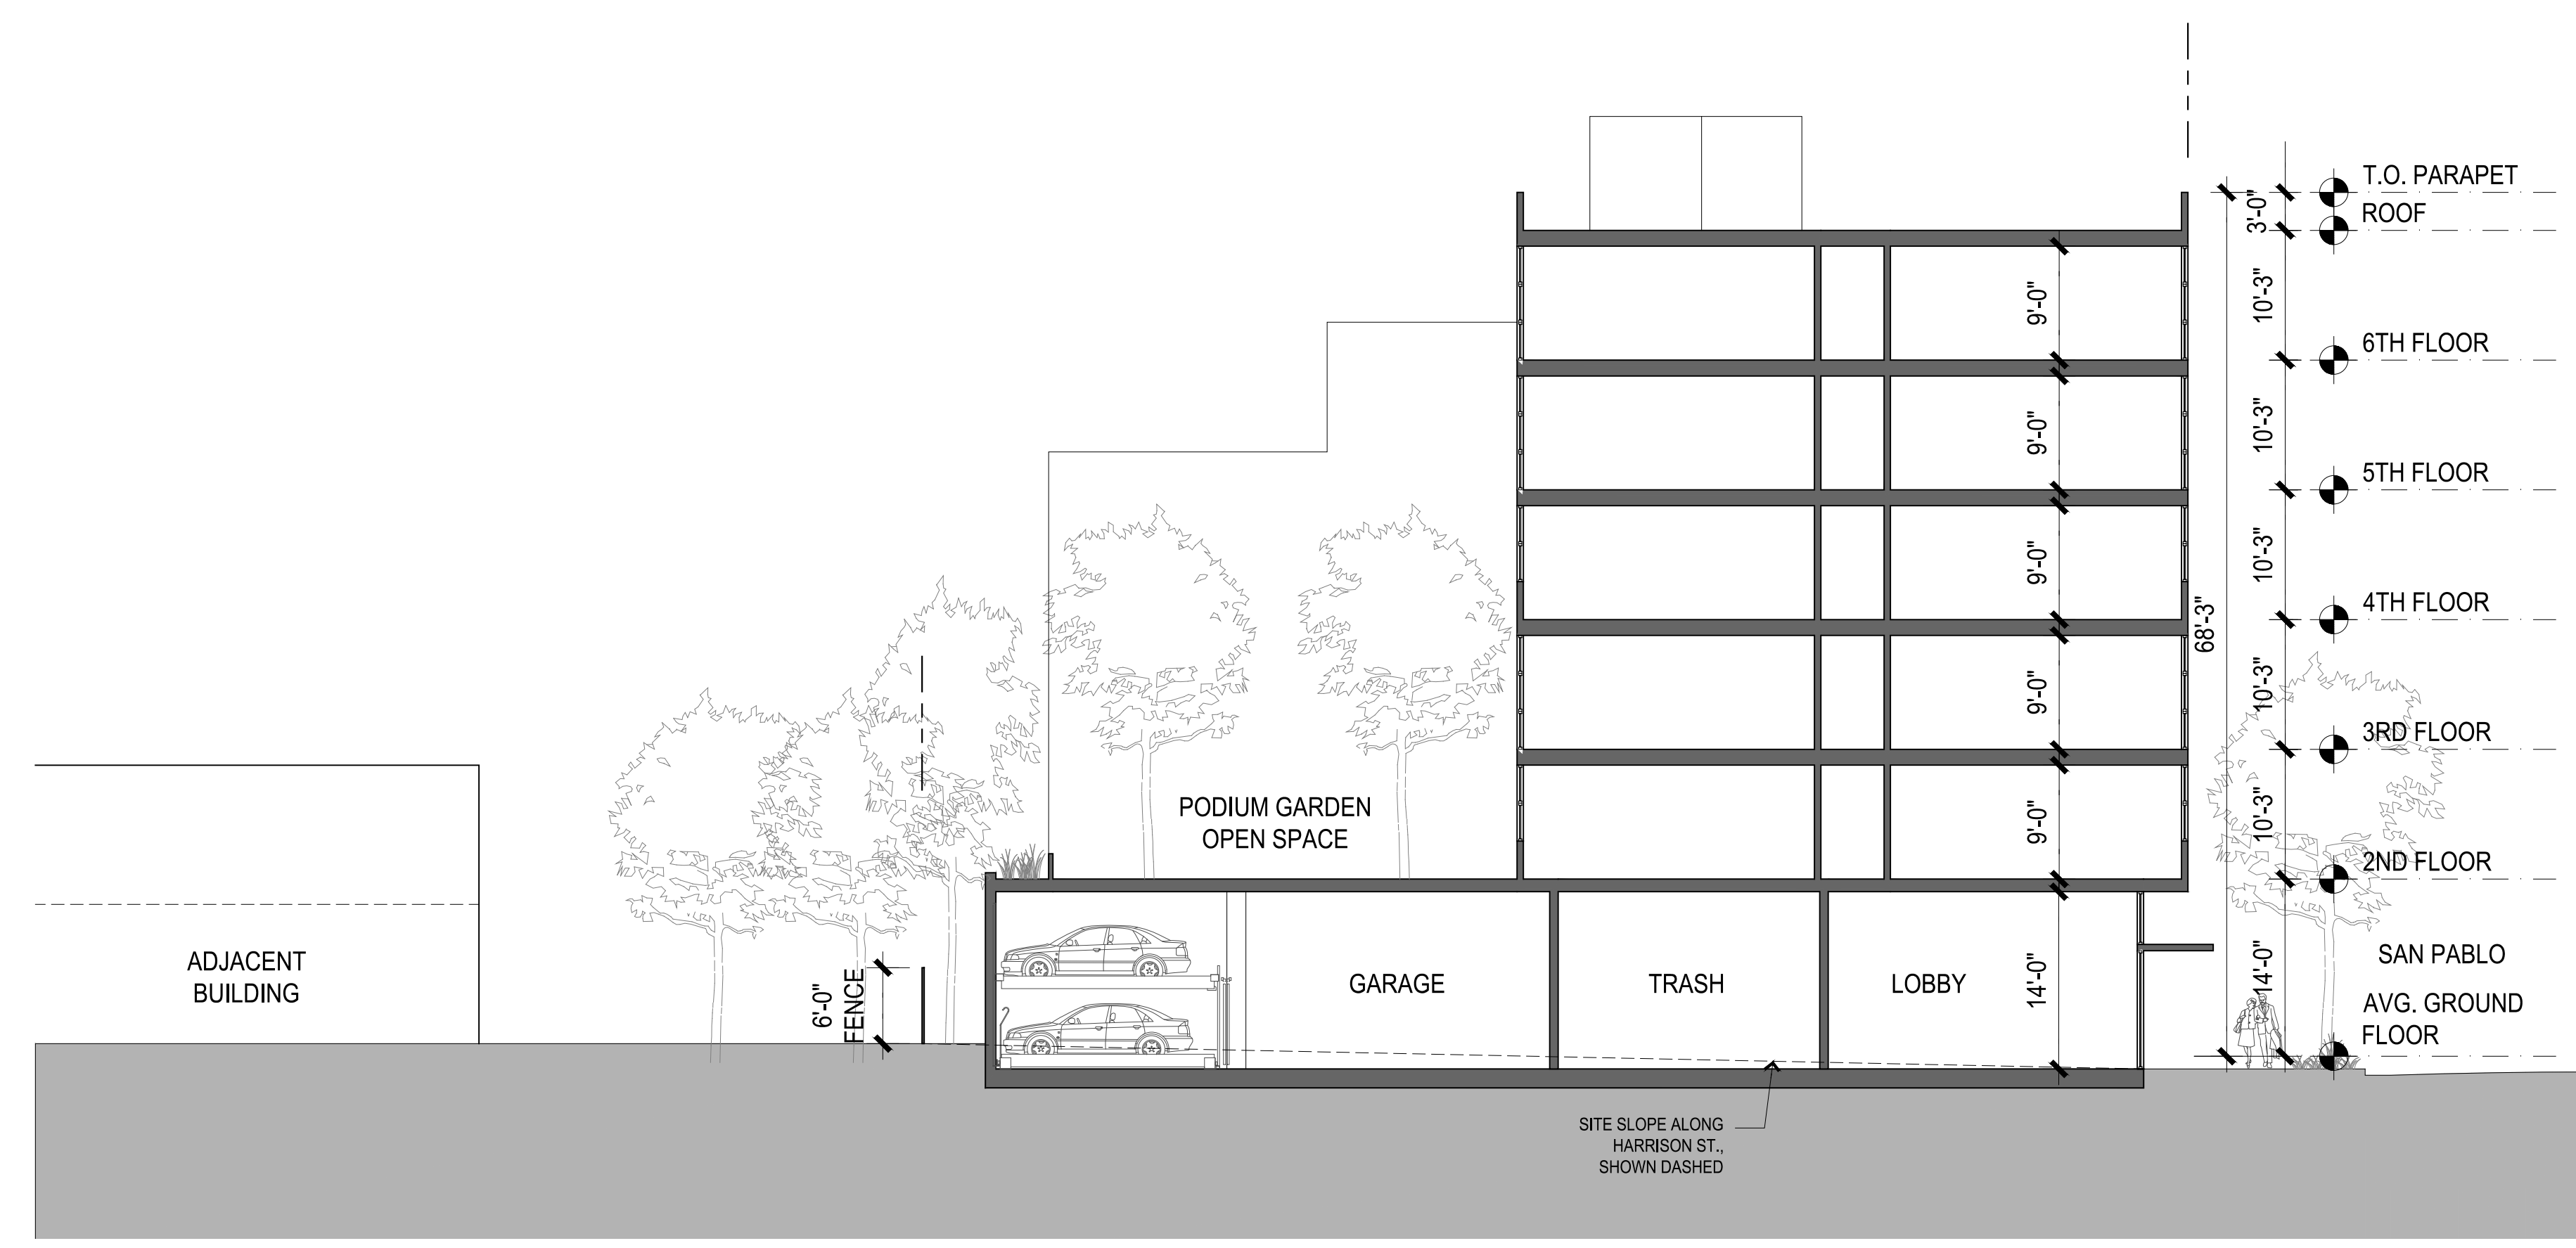 T.O. PARAPET
3'-0"
ROOF
10'-3"
9'-0"
6TH FLOOR
10'-3"
9'-0"
5TH FLOOR
10'-3"
9'-0"
4TH FLOOR
68'-3"
10'-3"
9'-0"
3RD FLOOR
10'-3"
9'-0"
PODIUM GARDEN
OPEN SPACE
2ND FLOOR
ADJACENT
BUILDING
6'-0"
FENCE
GARAGE
TRASH
LOBBY
14'-0"
14'-0"
SAN PABLO
AVG. GROUND
FLOOR
SITE SLOPE ALONG
HARRISON ST.,
SHOWN DASHED